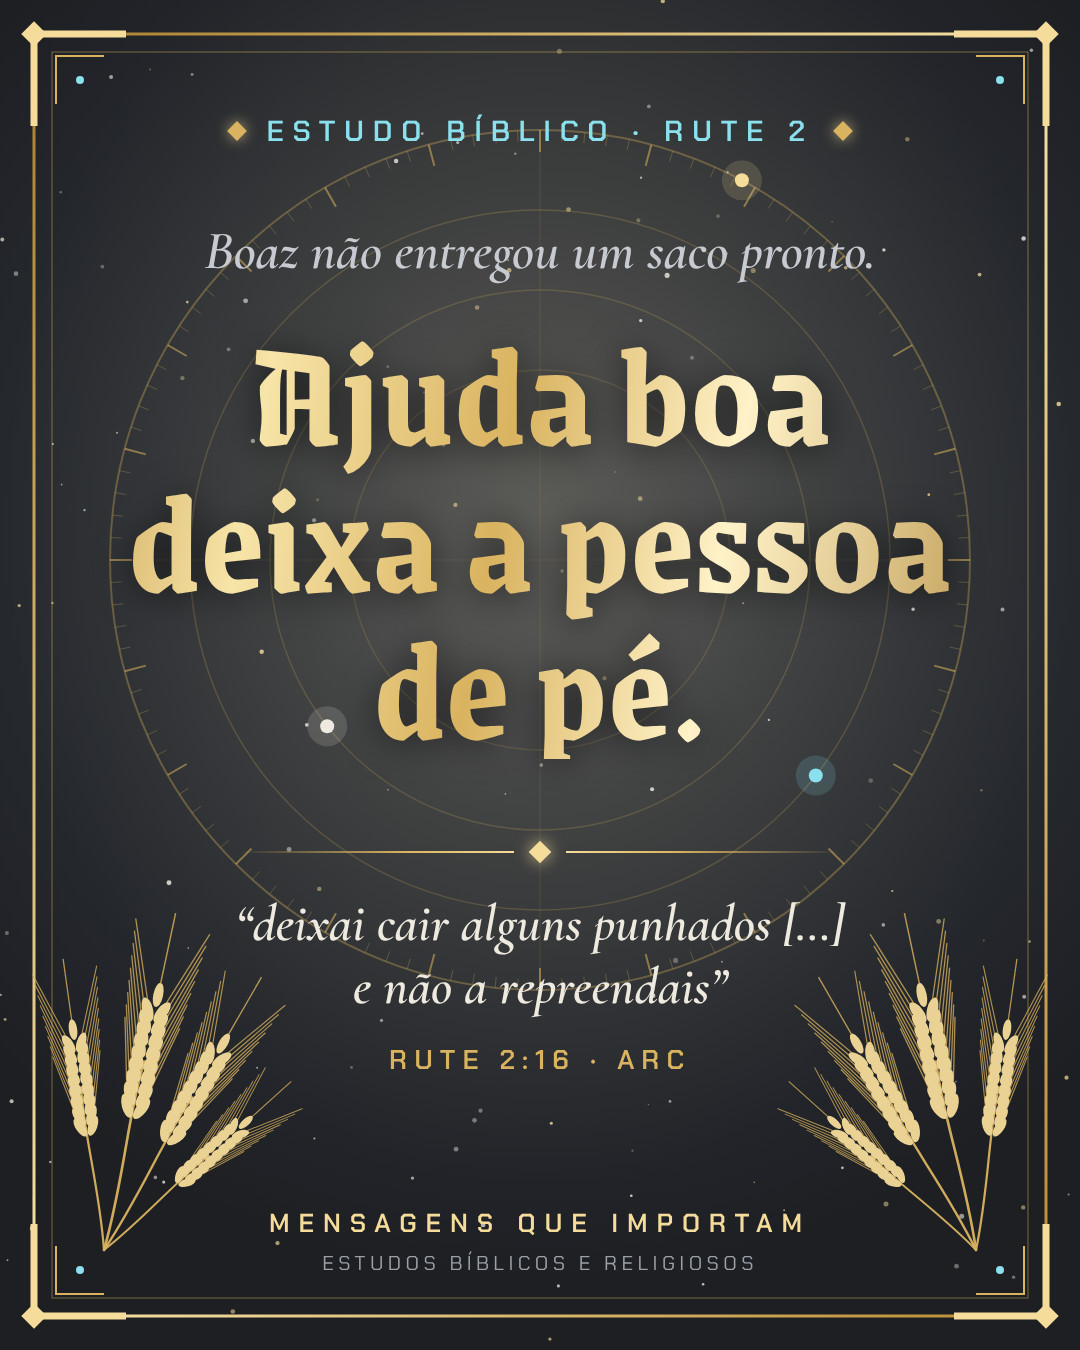 ESTUDO BÍBLICO · RUTE 2
Boaz não entregou um saco pronto.
Ajuda boa
deixa a pessoa
de pé.
“deixai cair alguns punhados [...]
e não a repreendais”
RUTE 2:16 · ARC
MENSAGENS QUE IMPORTAM
ESTUDOS BÍBLICOS E RELIGIOSOS